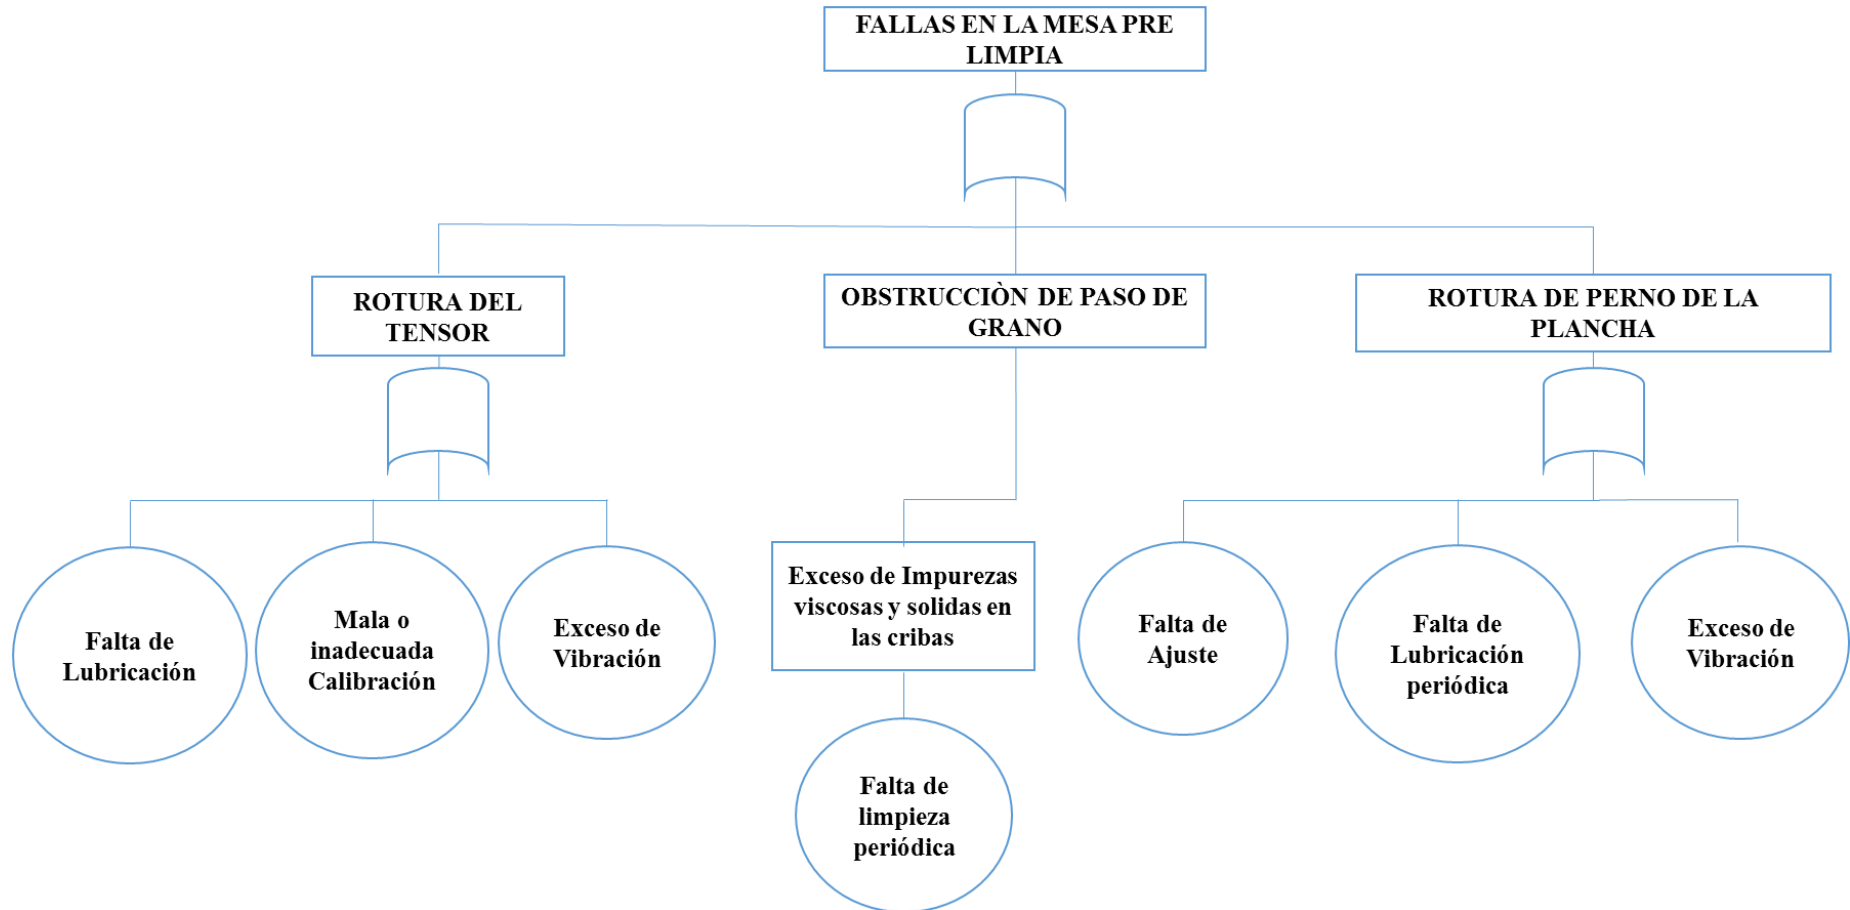 FALLAS EN LA MESA PRE
LIMPIA
ROTURA DEL
TENSOR
OBSTRUCCIÒN DE PASO DE
GRANO
ROTURA DE PERNO DE LA
PLANCHA
Falta de
Lubricación
Mala o
inadecuada
Calibración
Exceso de
Vibración
Exceso de Impurezas
viscosas y solidas en
las cribas
Falta de
limpieza
periódica
Falta de
Ajuste
Falta de
Lubricación
periódica
Exceso de
Vibración